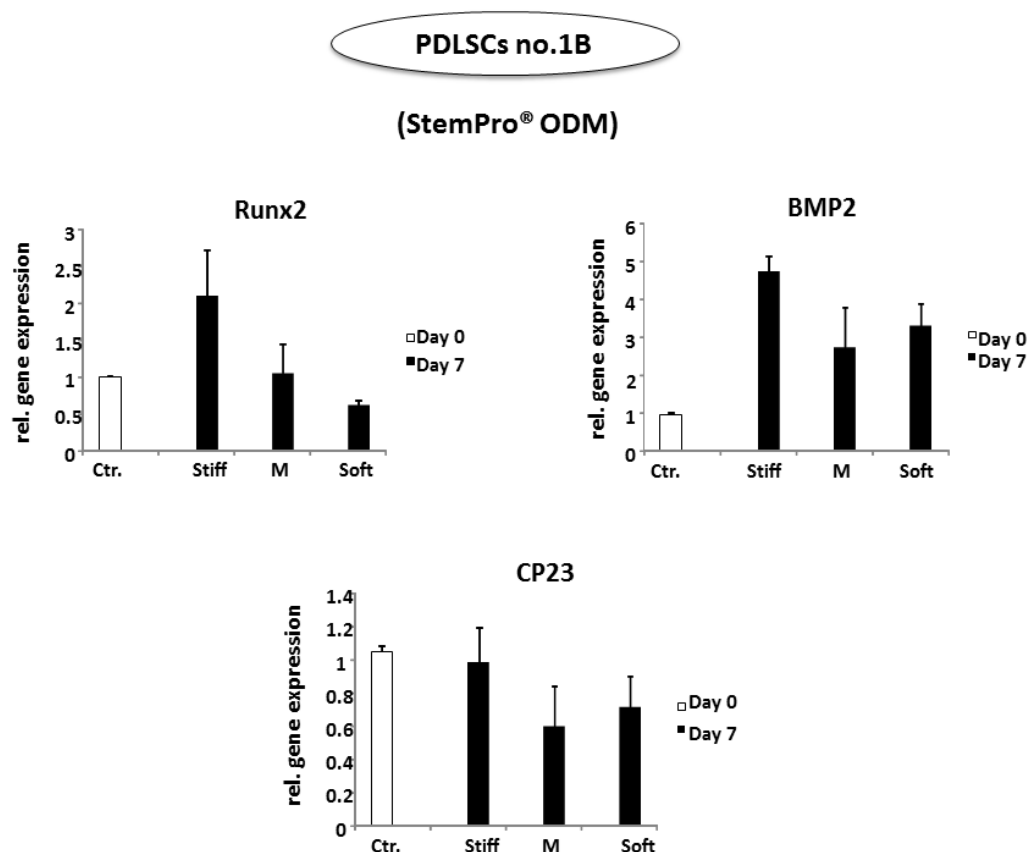 PDLSCs no.1B
(StemPro® ODM)
Runx2
rel. gene expression
3
2.5
2
1.5
1
0.5
0
Ctr.
Stiff
M
Soft
Day 0
Day 7
BMP2
rel. gene expression
6
5
4
3
2
1
0
Ctr.
Stiff
M
Soft
Day 0
Day 7
CP23
rel. gene expression
1.4
1.2
1
0.8
0.6
0.4
0.2
0
Ctr.
Stiff
M
Soft
Day 0
Day 7